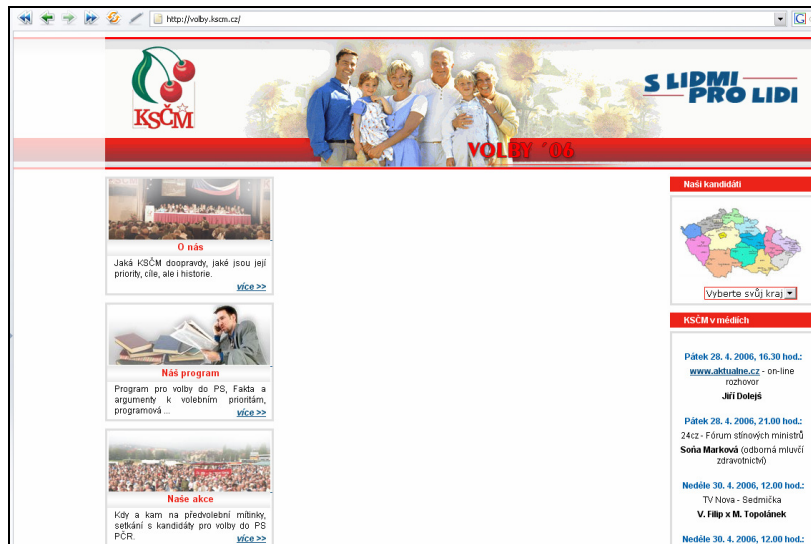 http://volby.kscm.cz/
G
KSČM
S LIDMI
PRO LIDI
VOLBY ´06
O nás
Jaká KSČM doopravdy, jaké jsou její
priority, cíle, ale i historie.
více >>
Náš program
Program pro volby do PS, Fakta a
argumenty k volebním prioritám,
programová ...
více >>
Naše akce
Kdy a kam na předvolební mítinky,
setkání s kandidáty pro volby do PS
PČR.
více >>
Naši kandidáti
Vyberte svůj kraj
KSČM v médiích
Pátek 28. 4. 2006, 16.30 hod.:
www.aktualne.cz - on-line
rozhovor
Jiří Dolejš
Pátek 28. 4. 2006, 21.00 hod.:
24cz - Fórum stínových ministrů
Soňa Marková (odborná mluvčí
zdravotnictví)
Neděle 30. 4. 2006, 12.00 hod.:
TV Nova - Sedmička
V. Filip x M. Topolánek
Neděle 30. 4. 2006, 12.00 hod.: